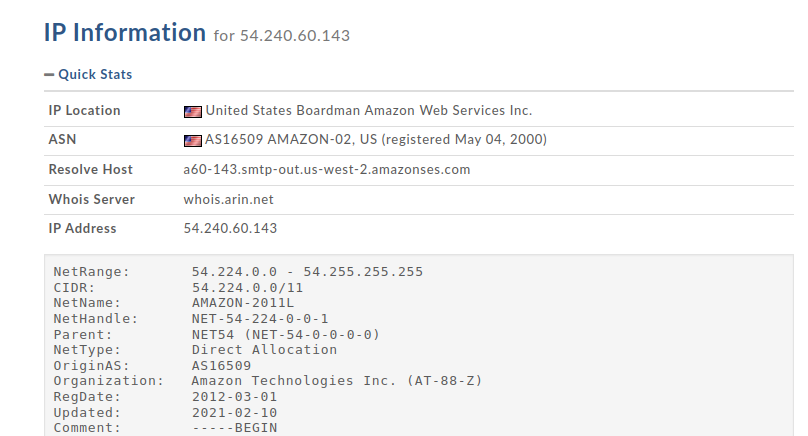 IP Information for 54.240.60.143
Quick Stats
IP Location United States Boardman Amazon Web Services Inc.
ASN AS16509 AMAZON-02, US (registered May 04, 2000)
Resolve Host a60-143.smtp-out.us-west-2.amazonses.com
Whois Server whois.arin.net
IP Address 54.240.60.143
NetRange: 54.224.0.0 - 54.255.255.255
CIDR: 54.224.0.0/11
NetName: AMAZON-2011L
NetHandle: NET-54-224-0-0-1
Parent: NET54 (NET-54-0-0-0-0)
NetType: Direct Allocation
OriginAS: AS16509
Organization: Amazon Technologies Inc. (AT-88-Z)
RegDate: 2012-03-01
Updated: 2021-02-10
Comment: -----BEGIN